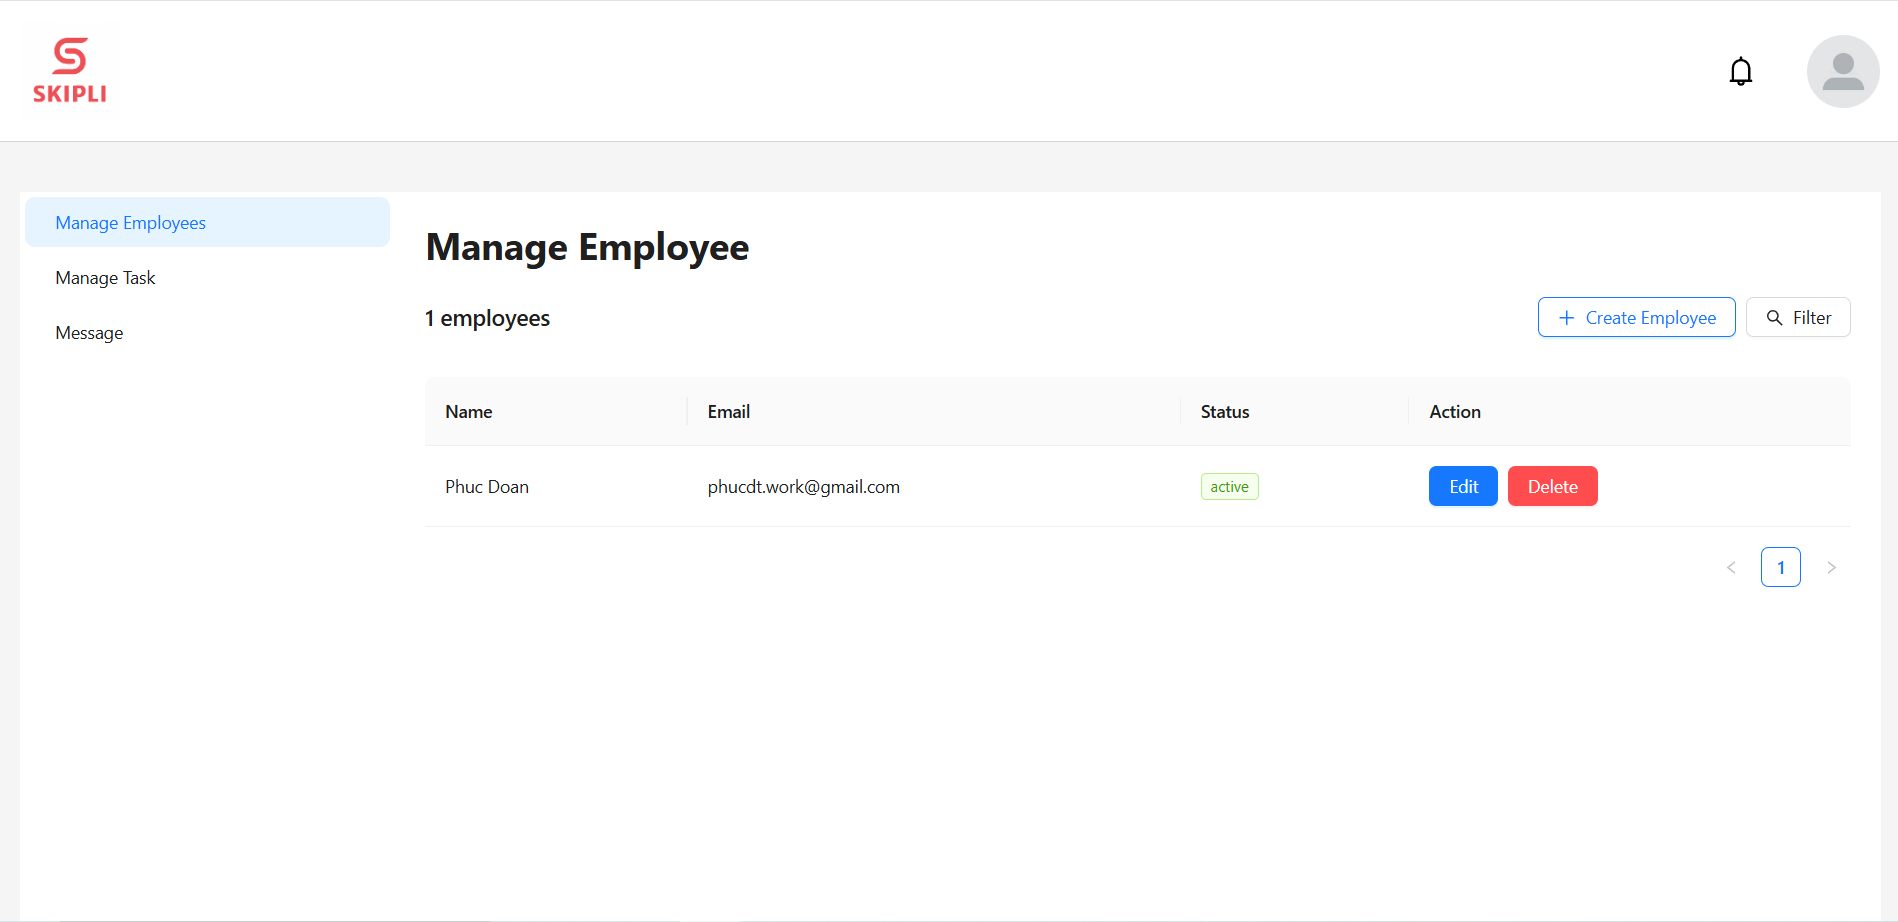 SKIPLI
Manage Employees
Manage Task
Message
Manage Employee
1 employees
Create Employee
Filter
Name Email Status Action
Phuc Doan phucdt.work@gmail.com active Edit Delete
1